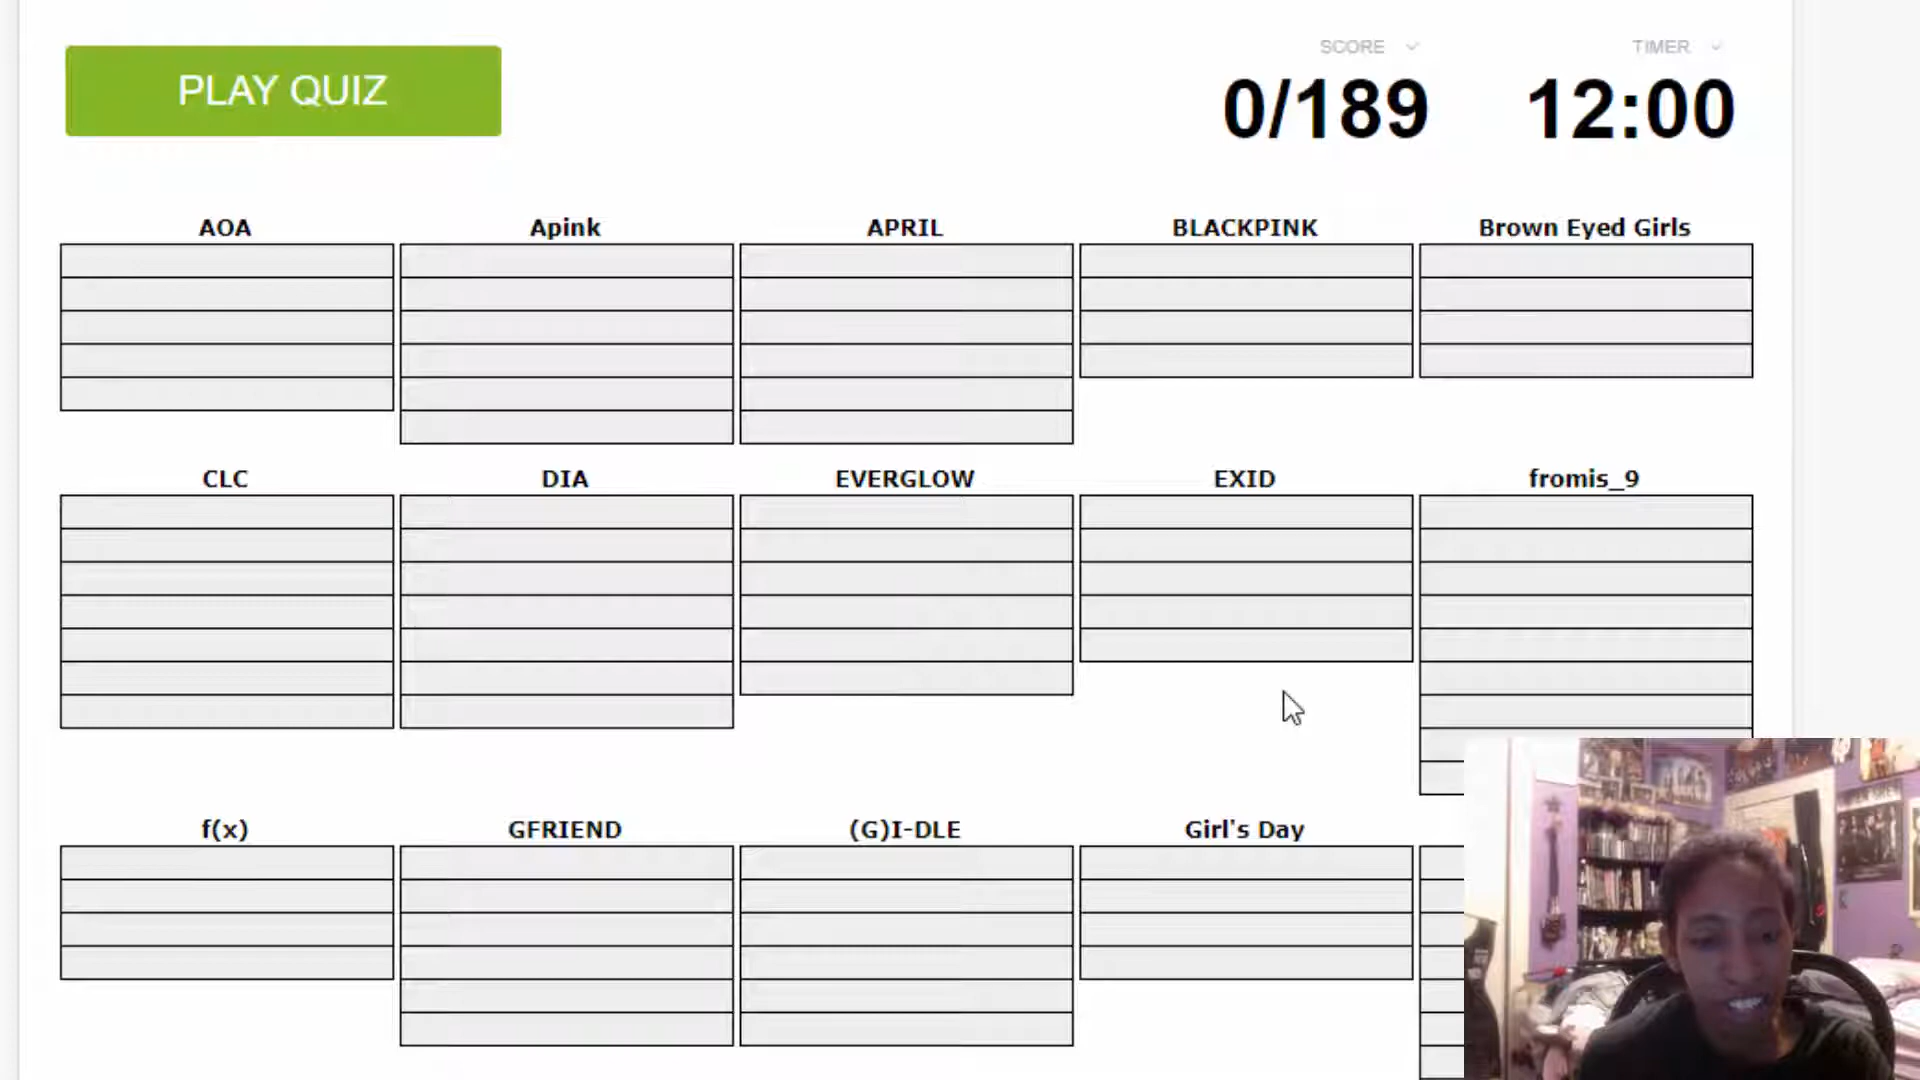 SCORE TIMER
PLAY QUIZ 0/189 12:00
AOA Apink APRIL BLACKPINK Brown Eyed Girls
CLC DIA EVERGLOW EXID fromis_9
f(x) GFRIEND (G)I-DLE Girl's Day